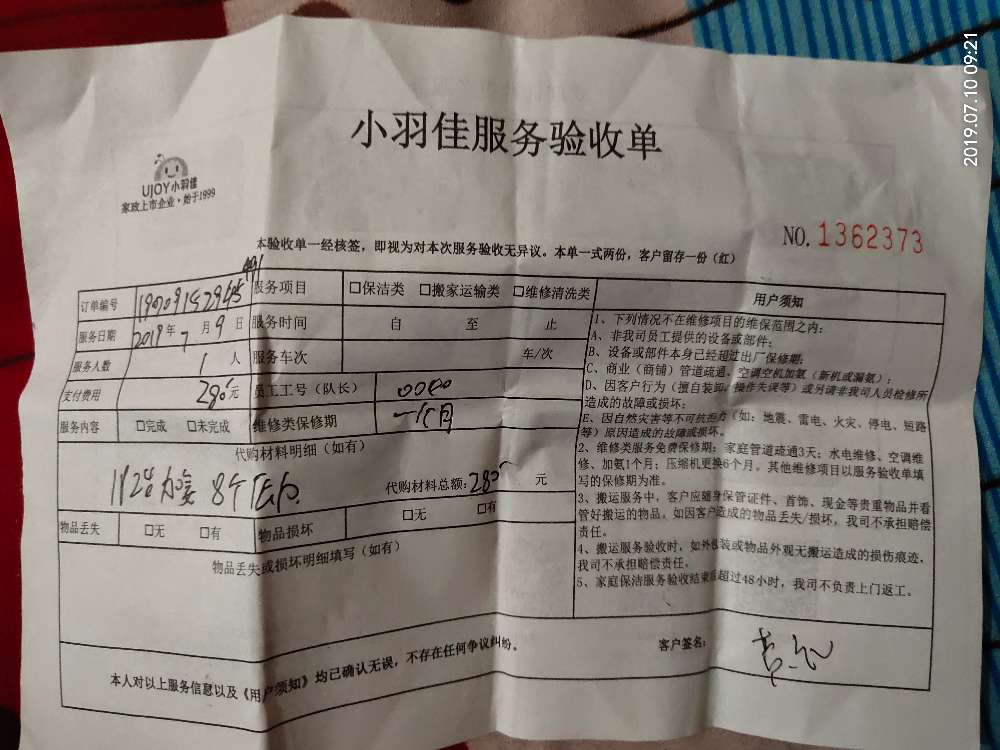 2019.07.10 09:21
小羽佳服务验收单
UJOY小羽佳
家政上市企业·始于1999
NO.1362373
本验收单一经核签，即视为对本次服务验收无异议。本单一式两份，客户留存一份（红）
订单编号 服务项目 □保洁类 □搬家运输类 □维修清洗类
服务日期 2019年7月9日 服务时间 自 至 止
服务人数 1人 服务车次 车/次
支付费用 280元 员工工号（队长） 0000
服务内容 □完成 □未完成 维修类保修期 一个月
代购材料明细（如有）
8个
代购材料总额：280 元
物品丢失 □无 □有 物品损坏 □无 □有
物品丢失或损坏明细填写（如有）
用户须知
1、下列情况不在维修项目的维保范围之内：
A、非我司员工提供的设备或部件；
B、设备或部件本身已经超过出厂保修期；
C、商业（商铺）管道疏通、空调空机加氨（新机或漏氨）；
D、因客户行为（擅自装卸、操作失误等）或另请非我司人员检修所
造成的故障或损坏；
E、因自然灾害等不可抗拒力（如：地震、雷电、火灾、停电、短路
等）原因造成的故障或损坏。
2、维修类服务免费保修期：家庭管道疏通3天；水电维修、空调维
修、加氨1个月；压缩机更换6个月。其他维修项目以服务验收单填
写的保修期为准。
3、搬运服务中，客户应随身保管证件、首饰、现金等贵重物品并看
管好搬运的物品。如因客户造成的物品丢失/损坏，我司不承担赔偿
责任。
4、搬运服务验收时，如外包装或物品外观无搬运造成的损伤痕迹，
我司不承担赔偿责任。
5、家庭保洁服务验收结束后超过48小时，我司不负责上门返工。
本人对以上服务信息以及《用户须知》均已确认无误，不存在任何争议纠纷。
客户签名：